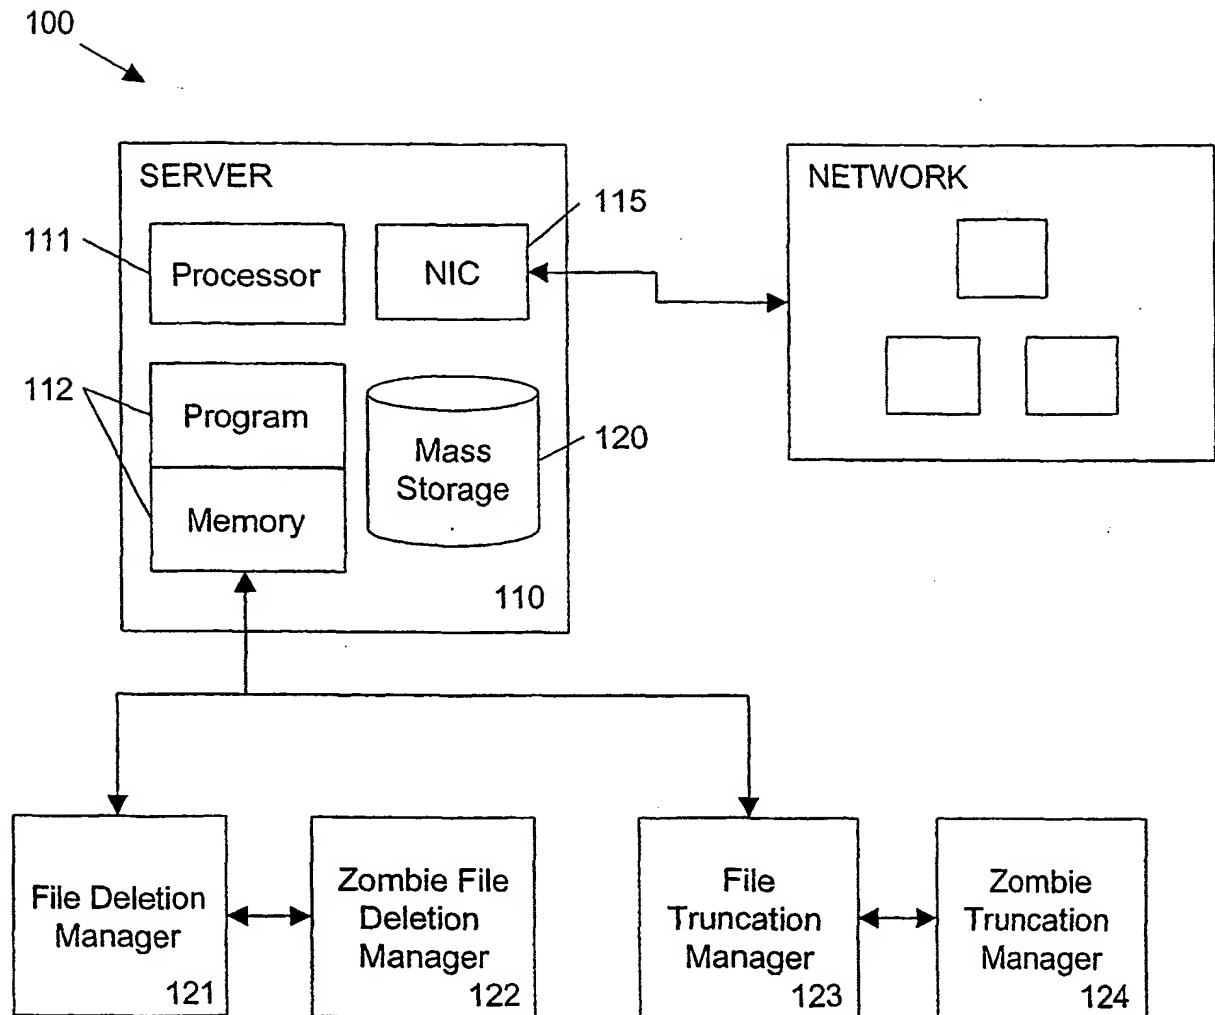 100
SERVER
NETWORK
115
111
Processor
NIC
112
Program
120
Mass
Storage
Memory
110
File Deletion
Manager
121
Zombie File
Deletion
Manager
122
File
Truncation
Manager
123
Zombie
Truncation
Manager
124